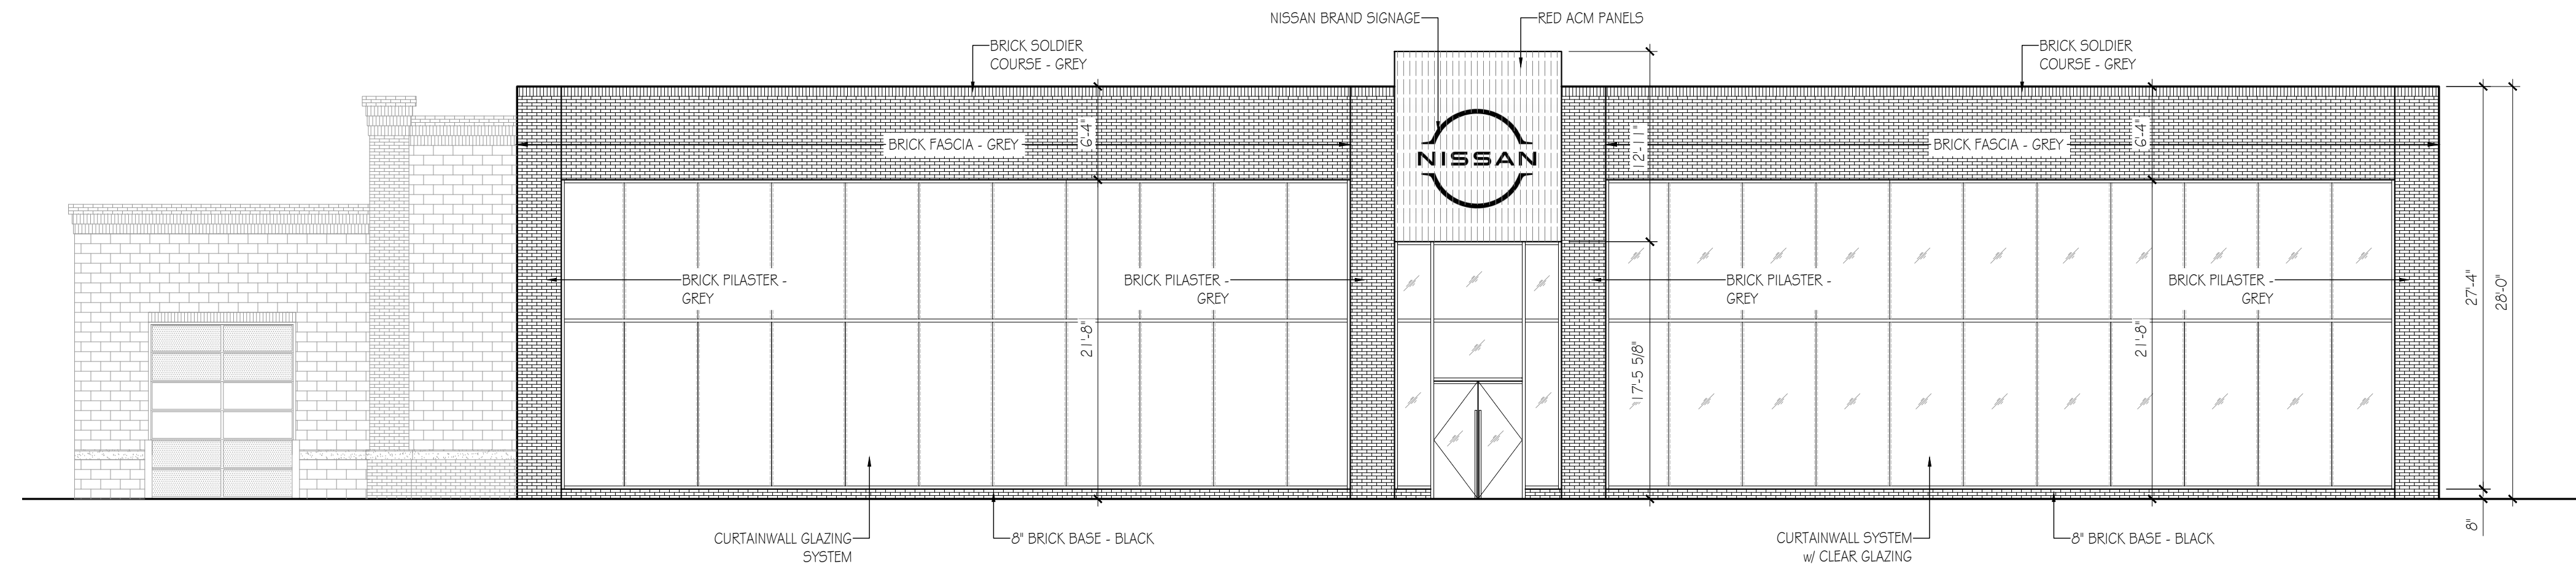 NISSAN BRAND SIGNAGE
RED ACM PANELS
BRICK SOLDIER
COURSE - GREY
BRICK SOLDIER
COURSE - GREY
BRICK FASCIA - GREY
6'-4"
12'-11"
NISSAN
BRICK FASCIA - GREY
6'-4"
BRICK PILASTER -
GREY
BRICK PILASTER -
GREY
BRICK PILASTER -
GREY
BRICK PILASTER -
GREY
27'-4"
28'-0"
21'-8"
17'-5 5/8"
21'-8"
8"
CURTAINWALL GLAZING
SYSTEM
8" BRICK BASE - BLACK
CURTAINWALL SYSTEM
w/ CLEAR GLAZING
8" BRICK BASE - BLACK